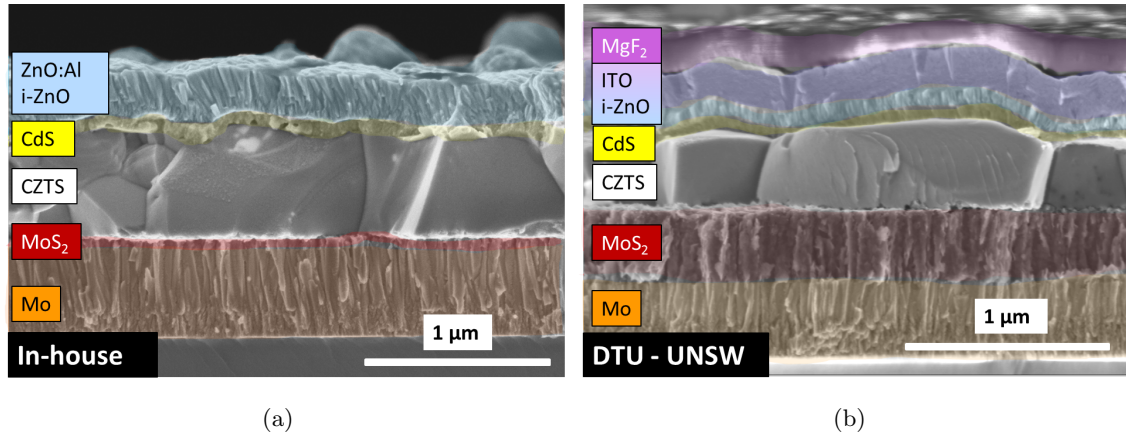 ZnO:Al
i-ZnO
CdS
CZTS
MoS₂
Mo
1 µm
In-house
MgF₂
ITO
i-ZnO
CdS
CZTS
MoS₂
Mo
1 µm
DTU - UNSW
(a)
(b)